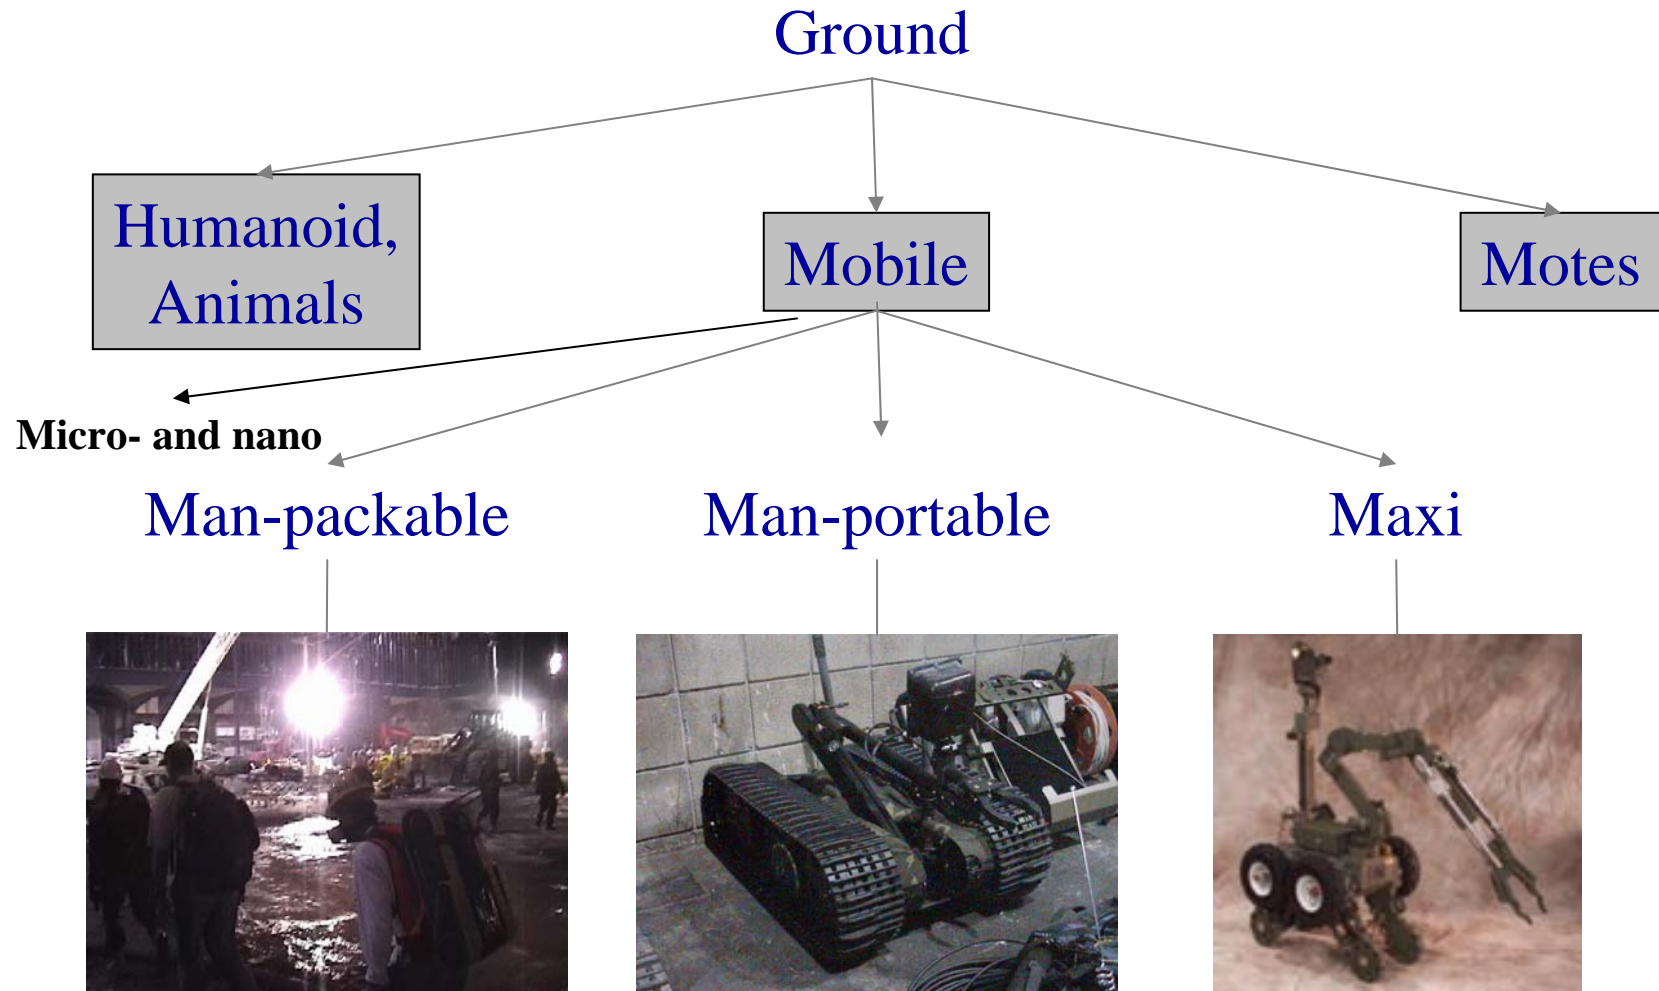 Ground
Humanoid,
Animals
Mobile
Motes
Micro- and nano
Man-packable
Man-portable
Maxi